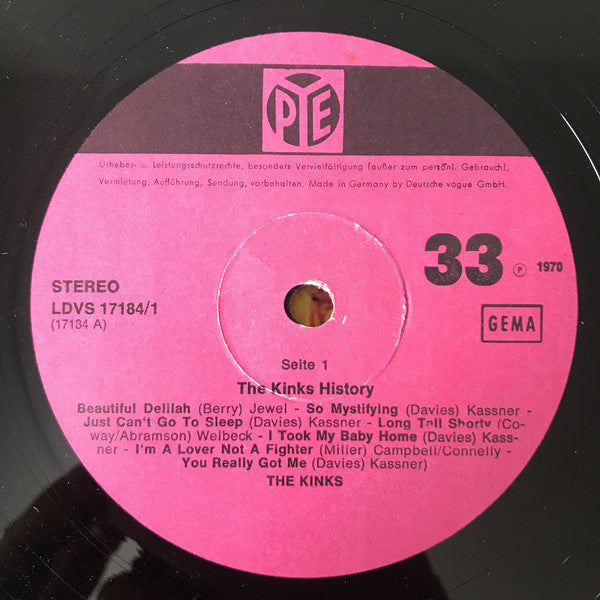 PYE
Urheber- u. Leistungsschutzrechte, besonders Vervielfältigung (außer zum persönl. Gebrauch),
Vermietung, Aufführung, Sendung, vorbehalten. Made in Germany by Deutsche vogue GmbH.
33 Ⓟ 1970
STEREO
LDVS 17184/1
(17184 A)
GEMA
Seite 1
The Kinks History
Beautiful Delilah (Berry) Jewel - So Mystifying (Davies) Kassner -
Just Can't Go To Sleep (Davies) Kassner - Long Tall Shorty (Co-
way/Abramson) Welbeck - I Took My Baby Home (Davies) Kass-
ner - I'm A Lover Not A Fighter (Miller) Campbell/Connelly -
You Really Got Me (Davies) Kassner)
THE KINKS